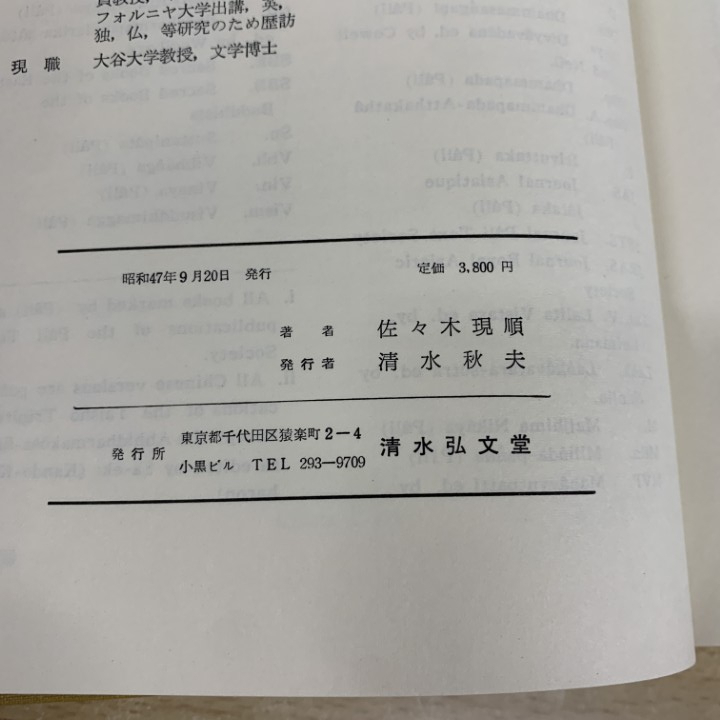 フォルニヤ大学出講，英，
独，仏，等研究のため歴訪
現職 大谷大学教授，文学博士
昭和47年9月20日 発行 定価 3,800 円
著者 佐々木現順
発行者 清水秋夫
発行所 東京都千代田区猿楽町2−4
小黒ビル TEL 293−9709
清水弘文堂